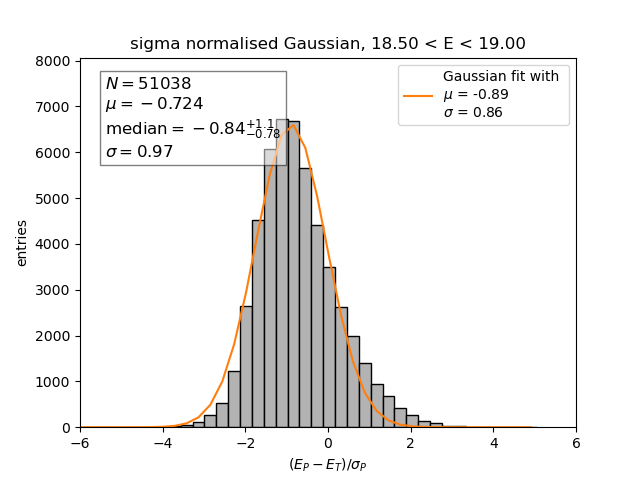 sigma normalised Gaussian, 18.50 < E < 19.00
N = 51038
μ = −0.724
median = −0.84 +1.1 −0.78
σ = 0.97
Gaussian fit with
μ = -0.89
σ = 0.86
entries
8000
7000
6000
5000
4000
3000
2000
1000
0
−6 −4 −2 0 2 4 6
(E_P − E_T)/σ_P